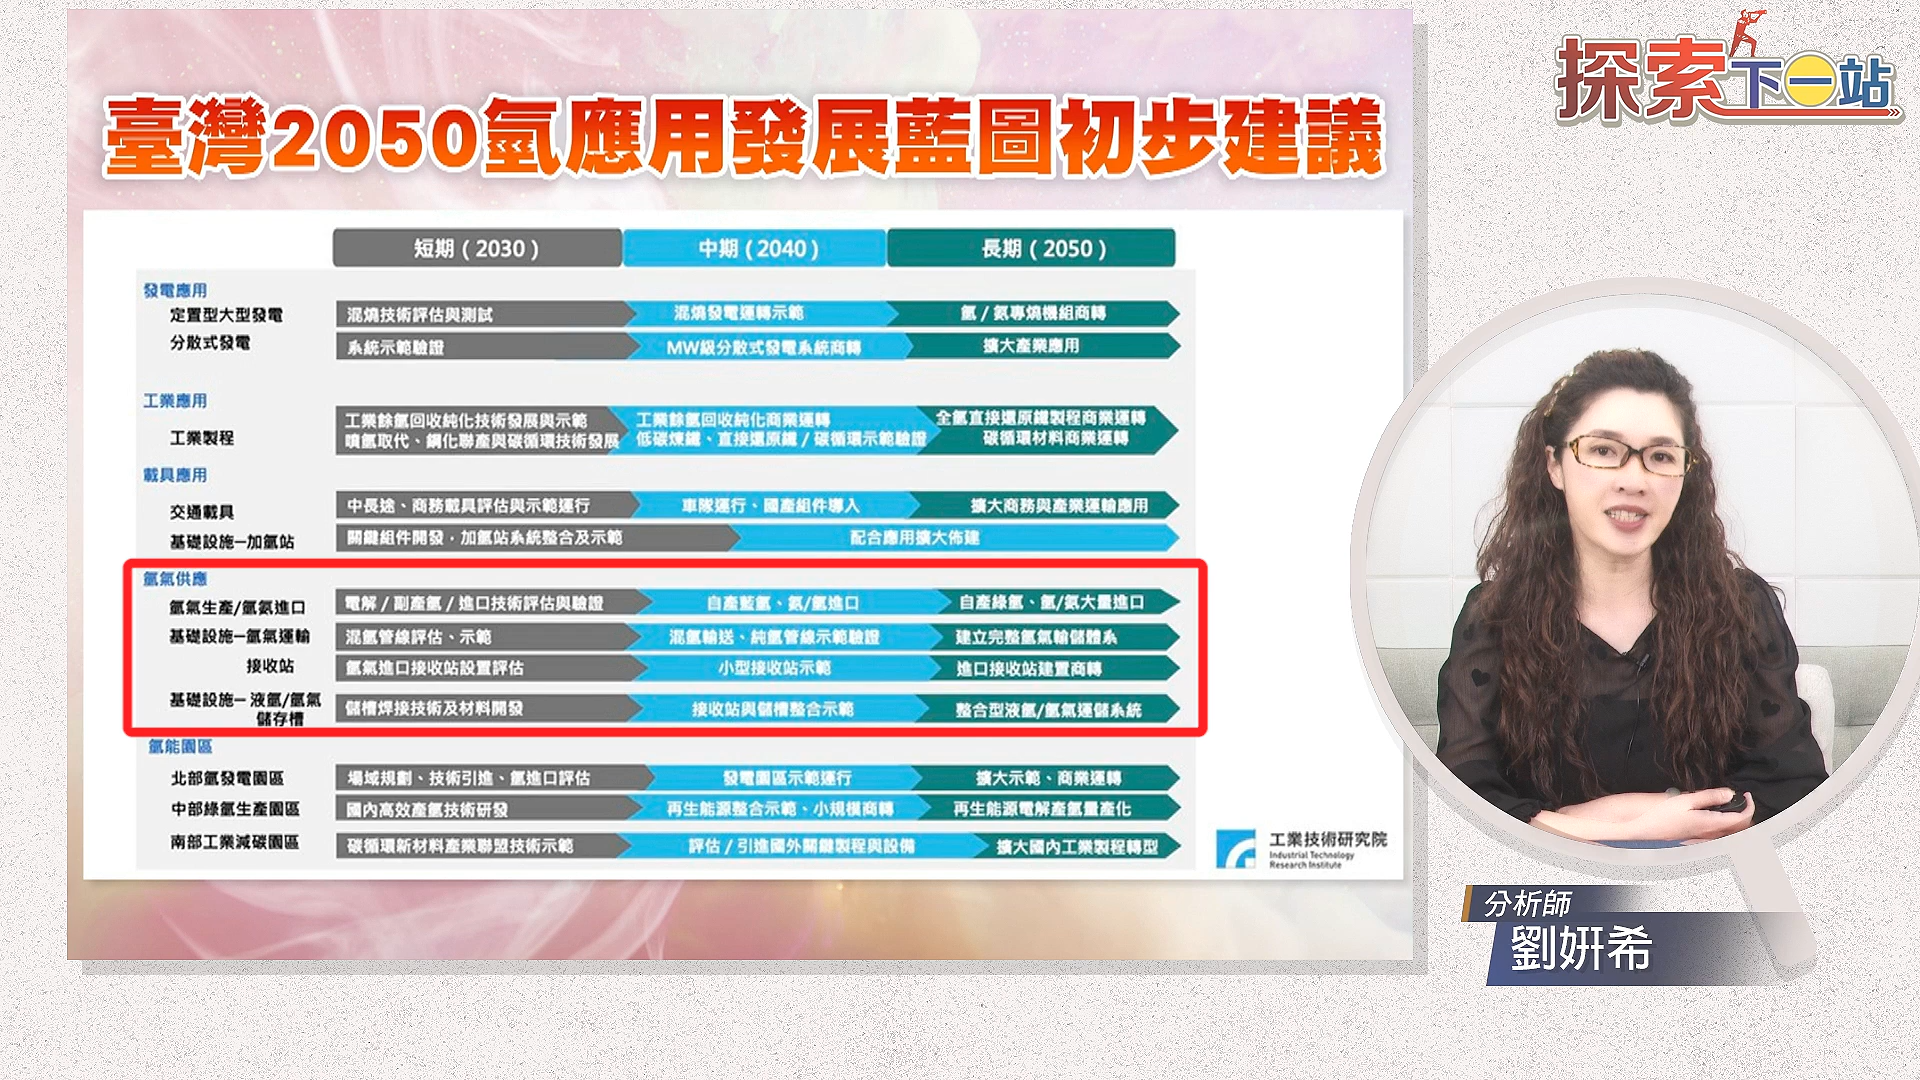 探索下一站
臺灣2050氫應用發展藍圖初步建議
短期（2030） 中期（2040） 長期（2050）
發電應用
定置型大型發電 混燒技術評估與測試 混燒發電運轉示範 氫/氨專燒機組商轉
分散式發電 系統示範驗證 MW級分散式發電系統商轉 擴大產業應用
工業應用
工業製程
工業餘氫回收純化技術發展與示範 工業餘氫回收純化商業運轉 全氫直接還原鐵製程商業運轉
噴氫取代、鋼化聯產與碳循環技術發展 低碳煉鐵、直接還原鐵/碳循環示範驗證 碳循環材料商業運轉
載具應用
交通載具 中長途、商務載具評估與示範運行 車隊運行、國產組件導入 擴大商務與產業運輸應用
基礎設施—加氫站 關鍵組件開發，加氫站系統整合及示範 配合應用擴大佈建
氫氣供應
氫氣生產/氫氨進口 電解/副產氫/進口技術評估與驗證 自產藍氫、氨/氫進口 自產綠氫、氫/氨大量進口
基礎設施—氫氣運輸 混氫管線評估、示範 混氫輸送、純氫管線示範驗證 建立完整氫氣輸儲體系
接收站 氫氣進口接收站設置評估 小型接收站示範 進口接收站建置商轉
基礎設施— 液氫/氫氣
儲存槽 儲槽焊接技術及材料開發 接收站與儲槽整合示範 整合型液氫/氫氣運儲系統
氫能園區
北部氫發電園區 場域規劃、技術引進、氫進口評估 發電園區示範運行 擴大示範、商業運轉
中部綠氫生產園區 國內高效產氫技術研發 再生能源整合示範、小規模商轉 再生能源電解產氫量產化
南部工業減碳園區 碳循環新材料產業聯盟技術示範 評估/引進國外關鍵製程與設備 擴大國內工業製程轉型
工業技術研究院
Industrial Technology
Research Institute
分析師
劉妍希